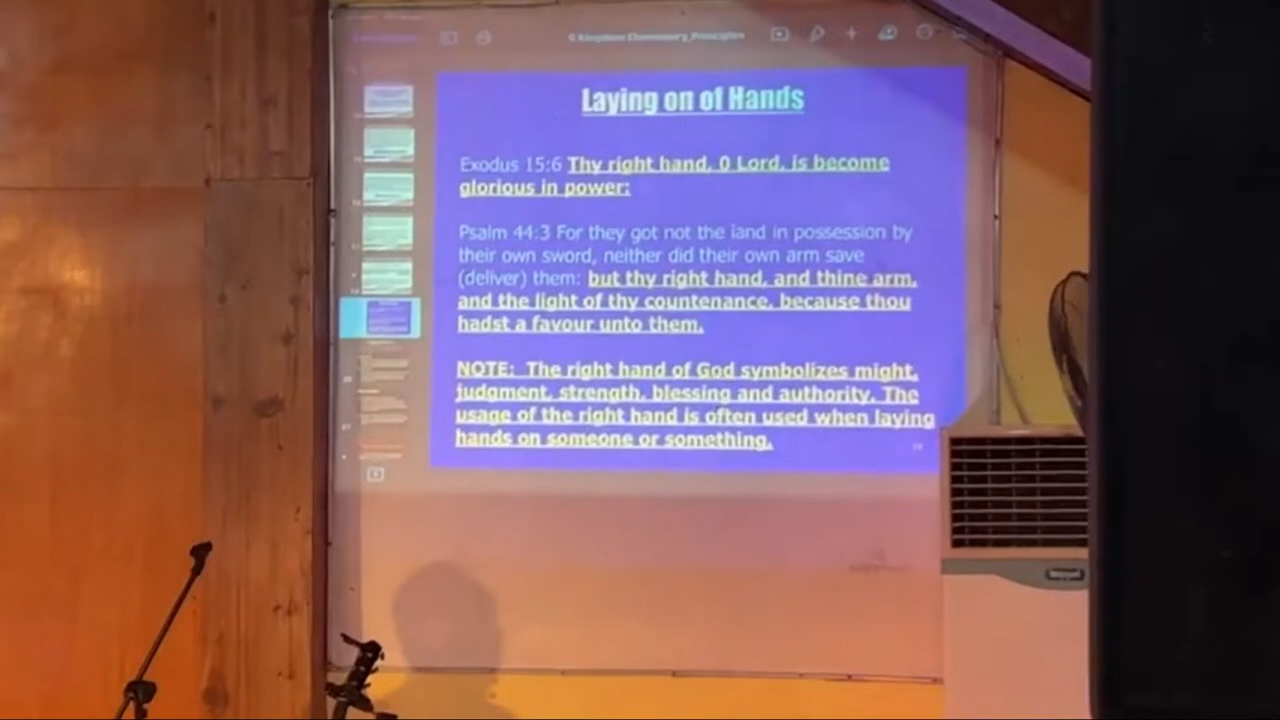 Laying on of Hands
Exodus 15:6 Thy right hand, 0 Lord, is become
glorious in power:
Psalm 44:3 For they got not the land in possession by
their own sword, neither did their own arm save
(deliver) them: but thy right hand, and thine arm,
and the light of thy countenance, because thou
hadst a favour unto them.
NOTE: The right hand of God symbolizes might,
judgment, strength, blessing and authority. The
usage of the right hand is often used when laying
hands on someone or something.